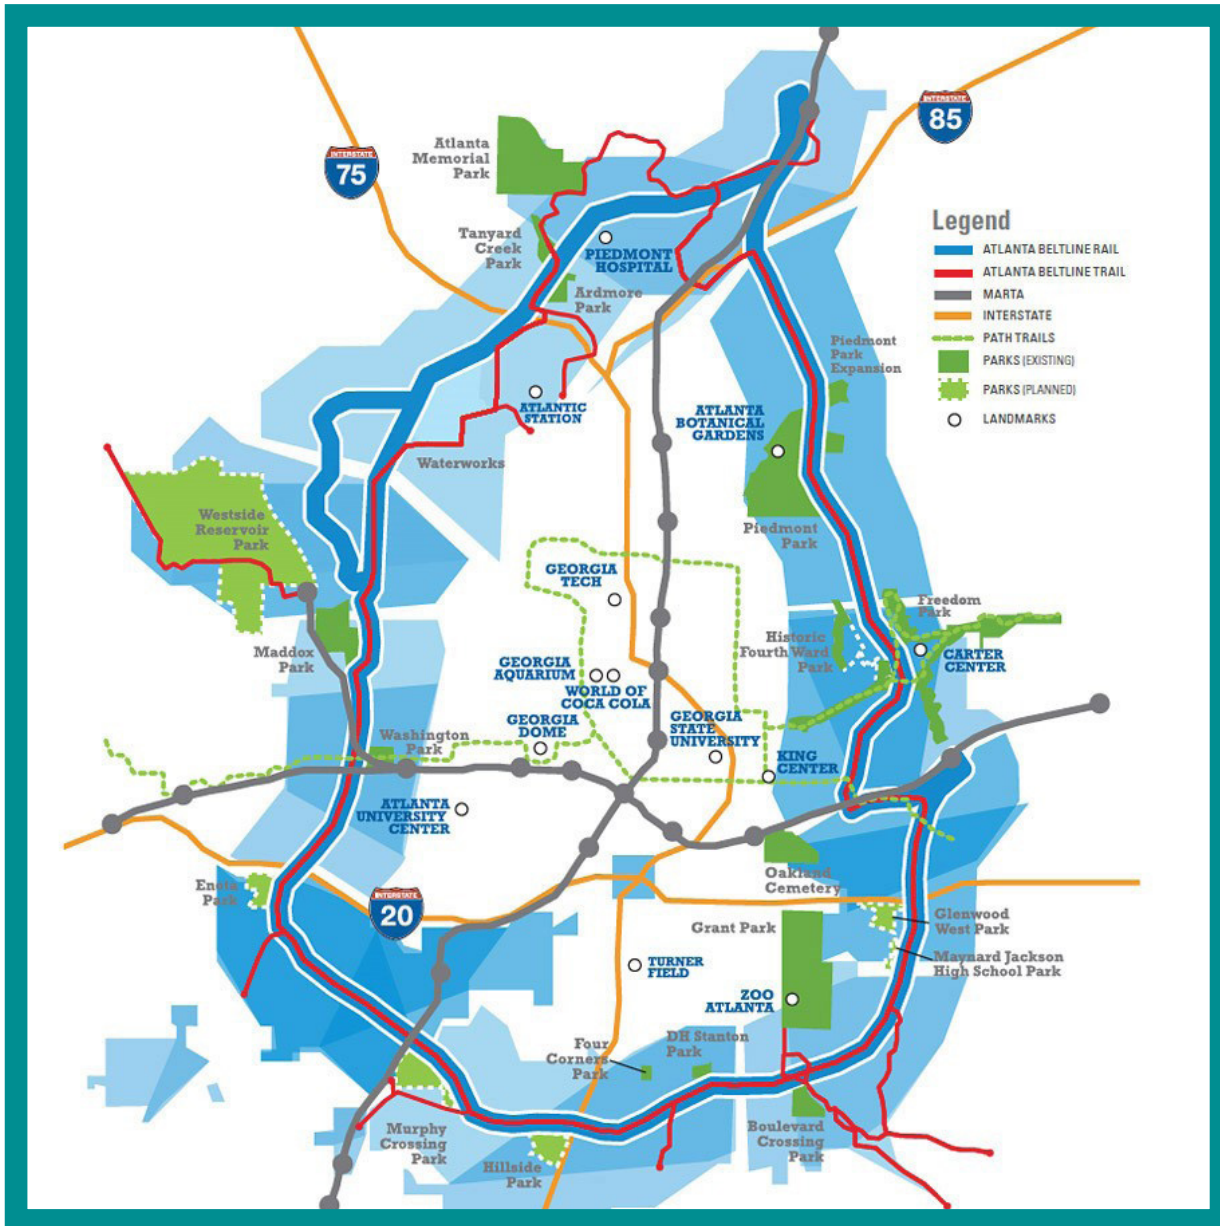 INTERSTATE
85
Atlanta
Memorial
Park
INTERSTATE
75
Legend
ATLANTA BELTLINE RAIL
ATLANTA BELTLINE TRAIL
MARTA
INTERSTATE
PATH TRAILS
PARKS (EXISTING)
PARKS (PLANNED)
LANDMARKS
Tanyard
Creek
Park
PIEDMONT
HOSPITAL
Ardmore
Park
Piedmont
Park
Expansion
ATLANTIC
STATION
ATLANTA
BOTANICAL
GARDENS
Waterworks
Westside
Reservoir
Park
Piedmont
Park
GEORGIA
TECH
Freedom
Park
Maddox
Park
Historic
Fourth Ward
Park
CARTER
CENTER
GEORGIA
AQUARIUM
WORLD OF
COCA COLA
GEORGIA
DOME
GEORGIA
STATE
UNIVERSITY
Washington
Park
KING
CENTER
ATLANTA
UNIVERSITY
CENTER
Oakland
Cemetery
Enota
Park
INTERSTATE
20
Grant Park
Glenwood
West Park
Maynard Jackson
High School Park
TURNER
FIELD
ZOO
ATLANTA
Four
Corners
Park
DH Stanton
Park
Murphy
Crossing
Park
Hillside
Park
Boulevard
Crossing
Park